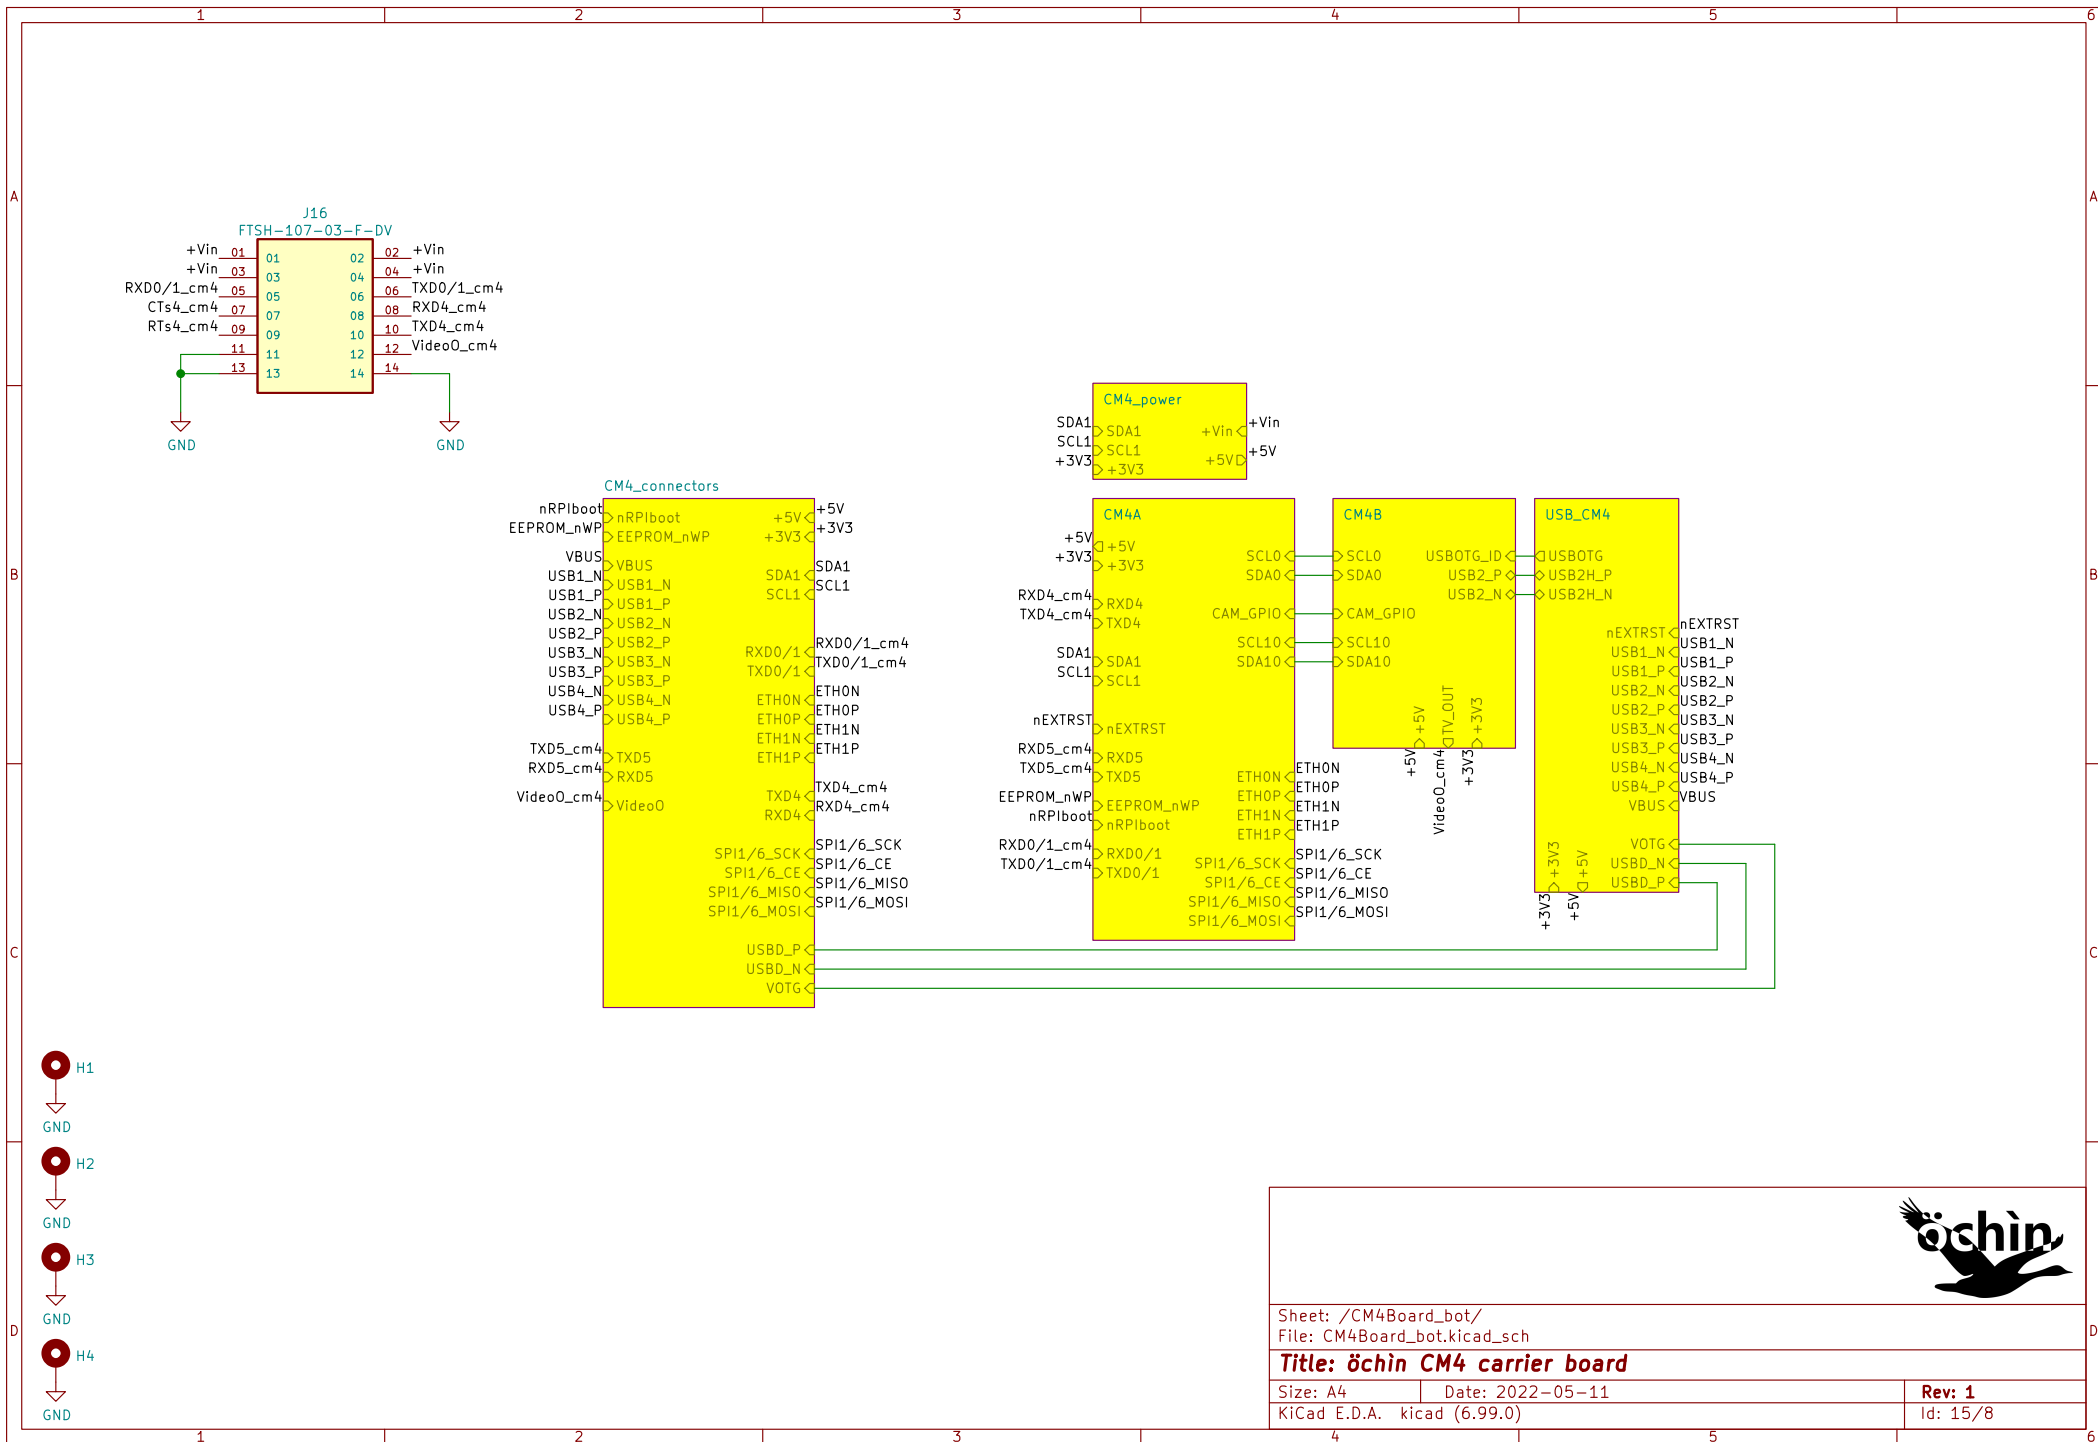 1 2 3 4 5 6
A
A
B
B
C
C
D
D
J16
FTSH-107-03-F-DV
+Vin 01 01 02 02 +Vin
+Vin 03 03 04 04 +Vin
RXD0/1_cm4 05 05 06 06 TXD0/1_cm4
CTs4_cm4 07 07 08 08 RXD4_cm4
RTs4_cm4 09 09 10 10 TXD4_cm4
11 11 12 12 VideoO_cm4
13 13 14 14
GND GND
CM4_power
SDA1 SDA1 +Vin +Vin
SCL1 SCL1 +5V +5V
+3V3 +3V3
CM4_connectors
nRPIboot nRPIboot +5V +5V
EEPROM_nWP EEPROM_nWP +3V3 +3V3
VBUS VBUS SDA1 SDA1
USB1_N USB1_N SCL1 SCL1
USB1_P USB1_P
USB2_N USB2_N
USB2_P USB2_P RXD0/1 RXD0/1_cm4
USB3_N USB3_N TXD0/1 TXD0/1_cm4
USB3_P USB3_P
USB4_N USB4_N ETH0N ETH0N
USB4_P USB4_P ETH0P ETH0P
ETH1N ETH1N
TXD5_cm4 TXD5 ETH1P ETH1P
RXD5_cm4 RXD5
VideoO_cm4 VideoO TXD4 TXD4_cm4
RXD4 RXD4_cm4
SPI1/6_SCK SPI1/6_SCK
SPI1/6_CE SPI1/6_CE
SPI1/6_MISO SPI1/6_MISO
SPI1/6_MOSI SPI1/6_MOSI
USBD_P
USBD_N
VOTG
CM4A
+5V +5V SCL0
+3V3 +3V3 SDA0
RXD4_cm4 RXD4 CAM_GPIO
TXD4_cm4 TXD4 SCL10
SDA1 SDA1 SDA10
SCL1 SCL1
nEXTRST nEXTRST
RXD5_cm4 RXD5
TXD5_cm4 TXD5 ETH0N ETH0N
EEPROM_nWP EEPROM_nWP ETH0P ETH0P
nRPIboot nRPIboot ETH1N ETH1N
ETH1P ETH1P
RXD0/1_cm4 RXD0/1 SPI1/6_SCK SPI1/6_SCK
TXD0/1_cm4 TXD0/1 SPI1/6_CE SPI1/6_CE
SPI1/6_MISO SPI1/6_MISO
SPI1/6_MOSI SPI1/6_MOSI
CM4B
SCL0 USBOTG_ID
SDA0 USB2_P
USB2_N
CAM_GPIO
SCL10
SDA10
+5V TV_OUT +3V3
+5V VideoO_cm4 +3V3
USB_CM4
USBOTG
USB2H_P
USB2H_N
nEXTRST nEXTRST
USB1_N USB1_N
USB1_P USB1_P
USB2_N USB2_N
USB2_P USB2_P
USB3_N USB3_N
USB3_P USB3_P
USB4_N USB4_N
USB4_P USB4_P
VBUS VBUS
VOTG
USBD_N
USBD_P
+3V3 +5V
+3V3 +5V
H1
GND
H2
GND
H3
GND
H4
GND
öchìn
Sheet: /CM4Board_bot/
File: CM4Board_bot.kicad_sch
Title: öchìn CM4 carrier board
Size: A4 Date: 2022-05-11 Rev: 1
KiCad E.D.A. kicad (6.99.0) Id: 15/8
1 2 3 4 5 6